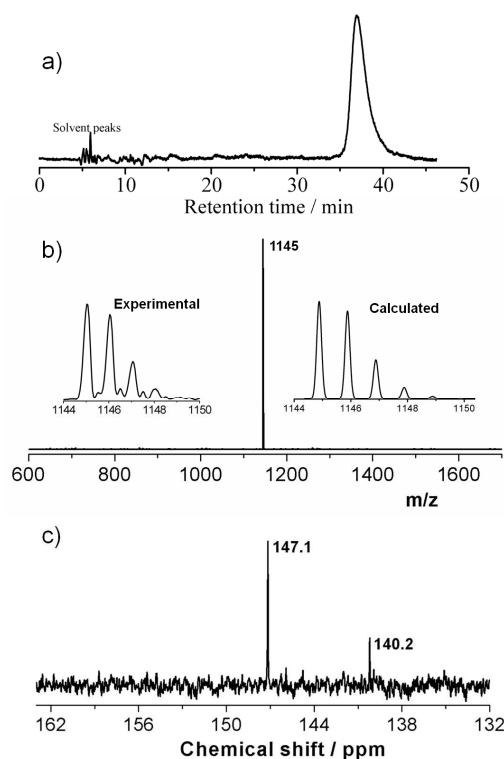 a)
Solvent peaks
0 10 20 30 40 50
Retention time / min
b)
1145
Experimental
Calculated
1144 1146 1148 1150
1144 1146 1148 1150
600 800 1000 1200 1400 1600
m/z
c)
147.1
140.2
162 156 150 144 138 132
Chemical shift / ppm